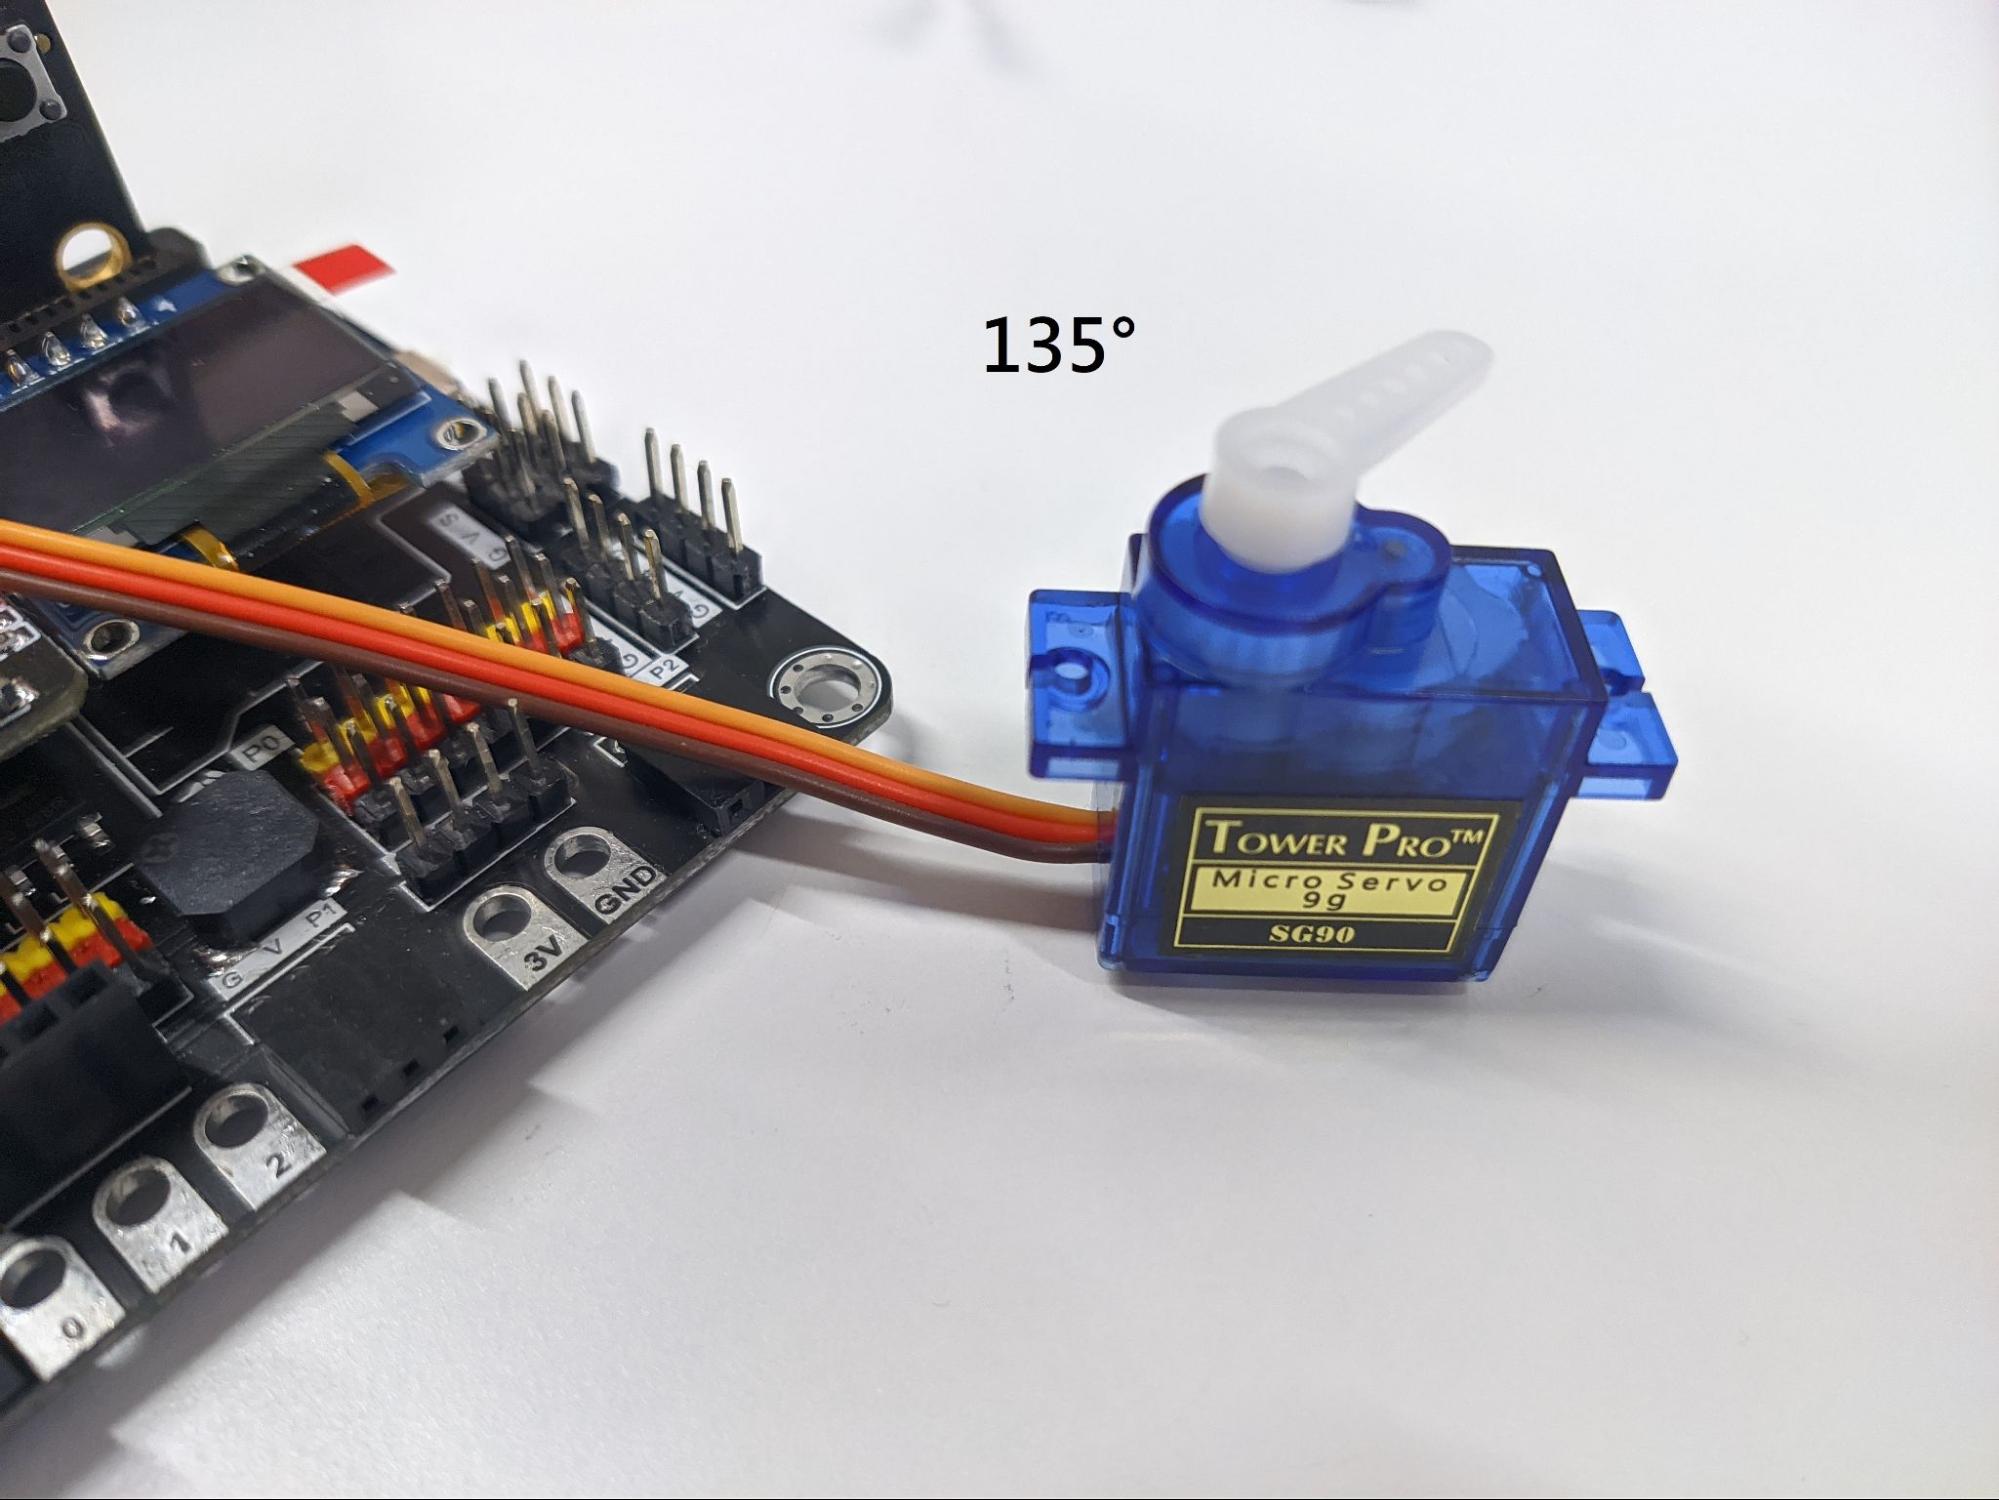 135°
S V G
G
G
P2
P0
TOWER PRO™
Micro Servo
9g
SG90
GND
3V
G V P1
2
1
0